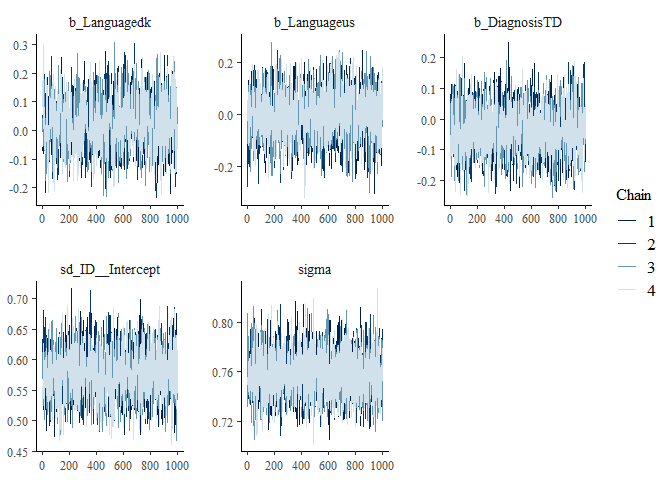 b_Languagedk b_Languageus b_DiagnosisTD
0.3 0.2 0.1 0.0 -0.1 -0.2
0.2 0.0 -0.2
0.2 0.1 0.0 -0.1 -0.2
0 200 400 600 800 1000 0 200 400 600 800 1000 0 200 400 600 800 1000
Chain
1
2
3
4
sd_ID__Intercept sigma
0.70 0.65 0.60 0.55 0.50 0.45
0.80 0.76 0.72
0 200 400 600 800 1000 0 200 400 600 800 1000